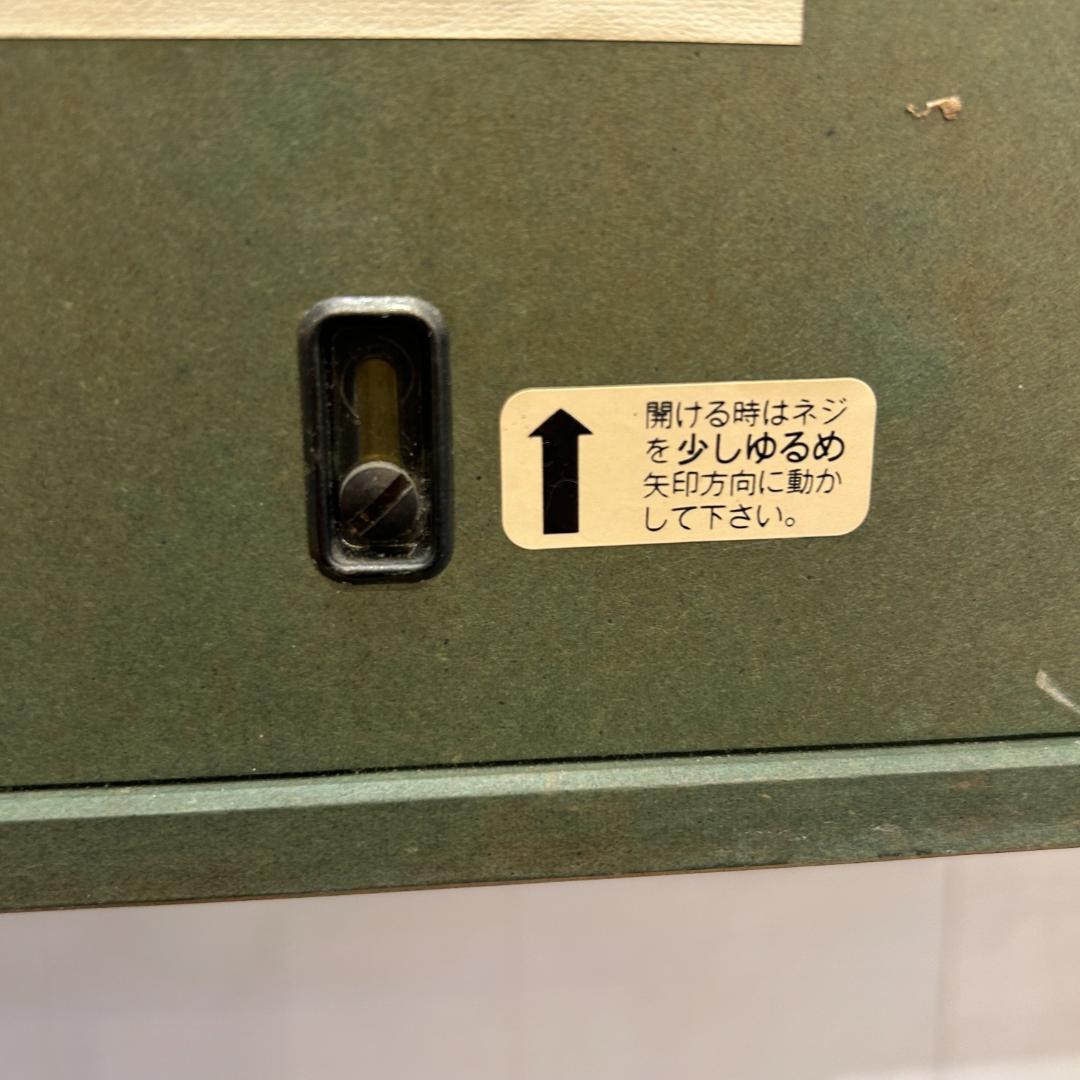 開ける時はネジ
を少しゆるめ
矢印方向に動か
して下さい。